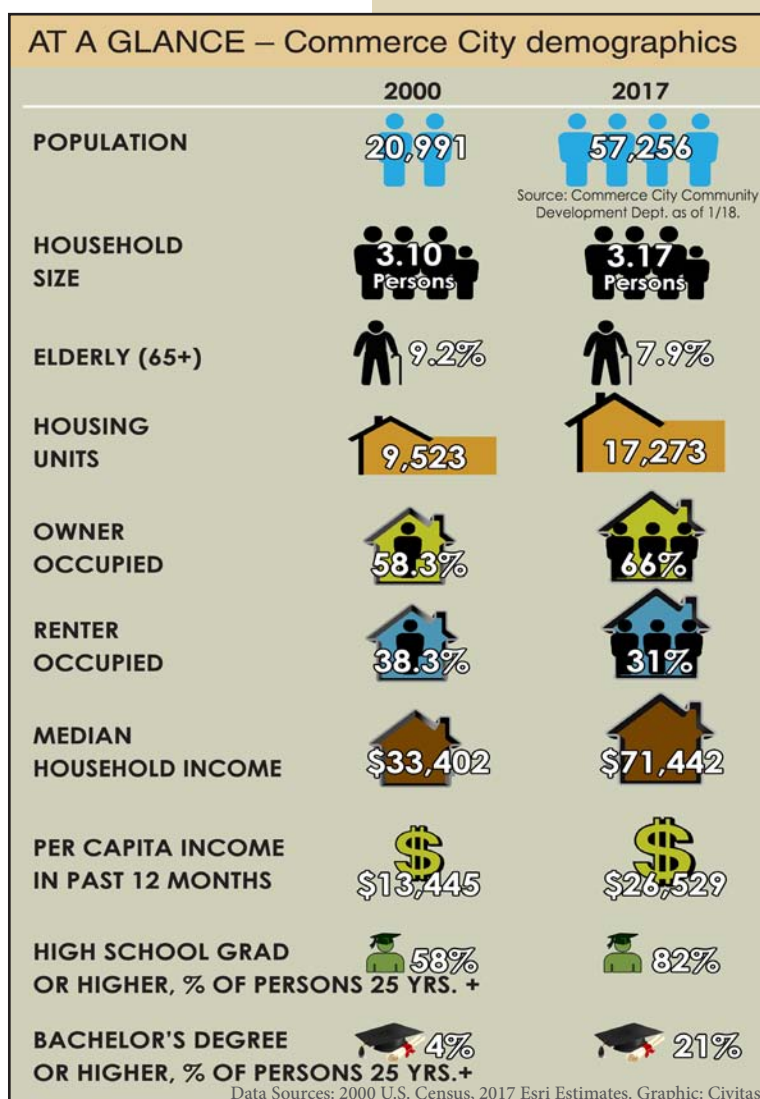 AT A GLANCE – Commerce City demographics
2000 2017
POPULATION 20,991 57,256
Source: Commerce City Community
Development Dept. as of 1/18.
HOUSEHOLD
SIZE
3.10
Persons
3.17
Persons
ELDERLY (65+) 9.2% 7.9%
HOUSING
UNITS
9,523 17,273
OWNER
OCCUPIED
58.3% 66%
RENTER
OCCUPIED
38.3% 31%
MEDIAN
HOUSEHOLD INCOME
$33,402 $71,442
PER CAPITA INCOME
IN PAST 12 MONTHS
$13,445 $26,529
HIGH SCHOOL GRAD
OR HIGHER, % OF PERSONS 25 YRS. +
58% 82%
BACHELOR'S DEGREE
OR HIGHER, % OF PERSONS 25 YRS.+
4% 21%
Data Sources: 2000 U.S. Census, 2017 Esri Estimates. Graphic: Civitas